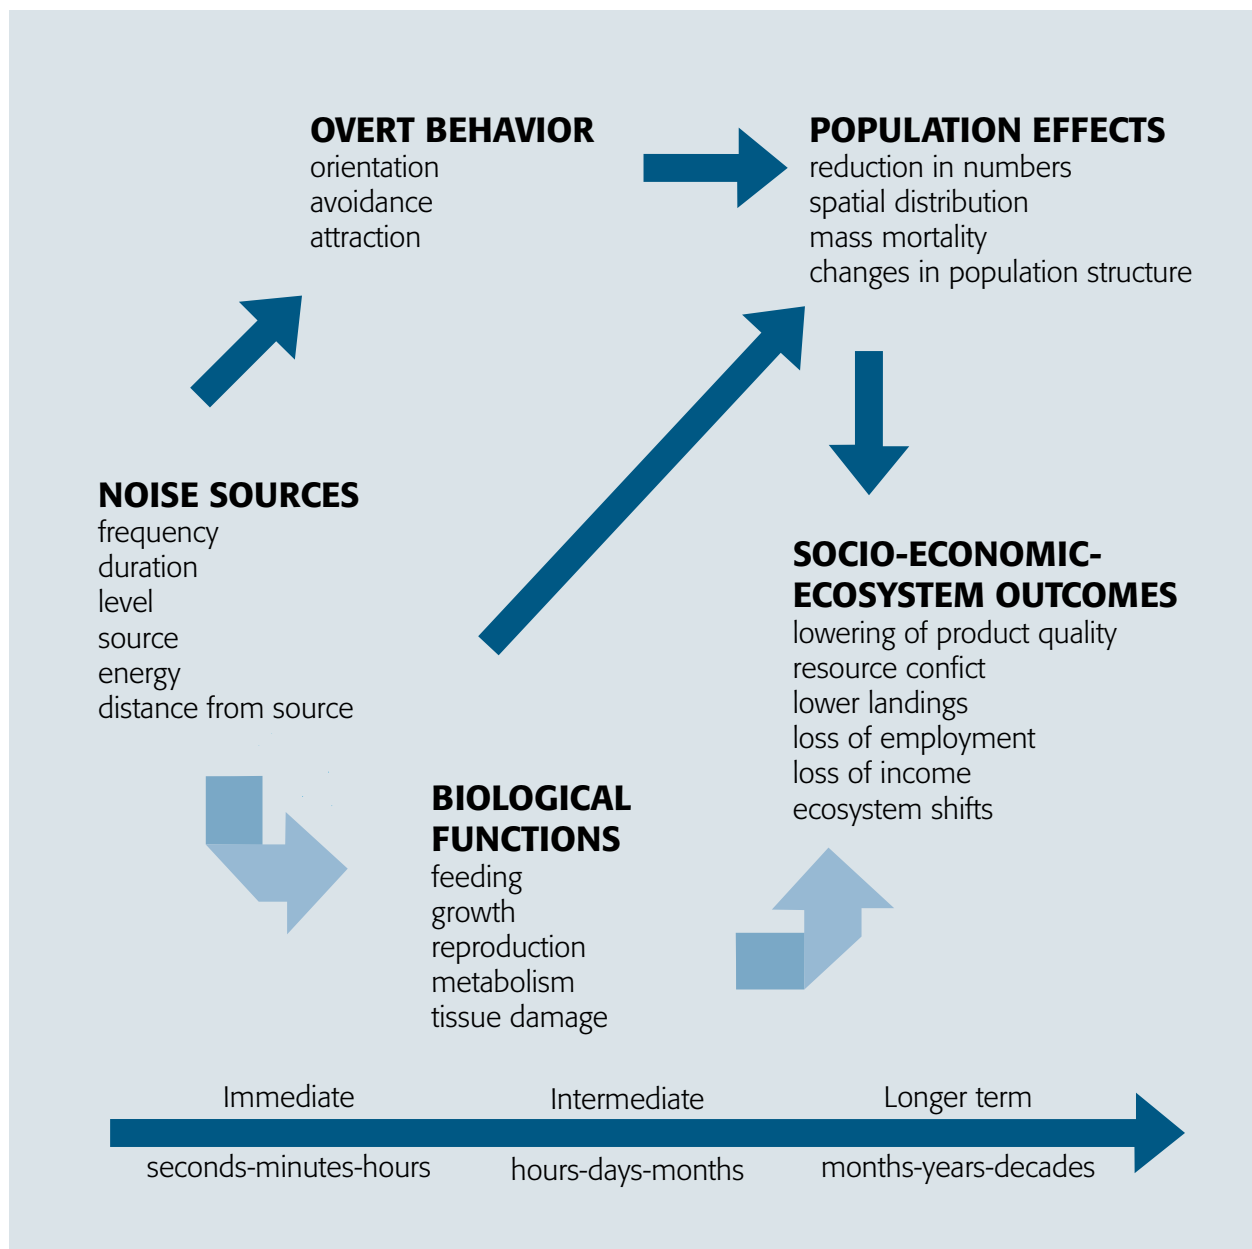 OVERT BEHAVIOR
orientation
avoidance
attraction
POPULATION EFFECTS
reduction in numbers
spatial distribution
mass mortality
changes in population structure
NOISE SOURCES
frequency
duration
level
source
energy
distance from source
SOCIO-ECONOMIC-
ECOSYSTEM OUTCOMES
lowering of product quality
resource confict
lower landings
loss of employment
loss of income
ecosystem shifts
BIOLOGICAL
FUNCTIONS
feeding
growth
reproduction
metabolism
tissue damage
Immediate
Intermediate
Longer term
seconds-minutes-hours
hours-days-months
months-years-decades